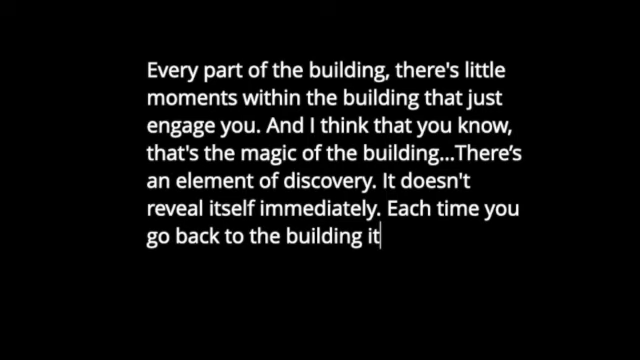 Every part of the building, there's little
moments within the building that just
engage you. And I think that you know,
that's the magic of the building...There’s
an element of discovery. It doesn't
reveal itself immediately. Each time you
go back to the building it